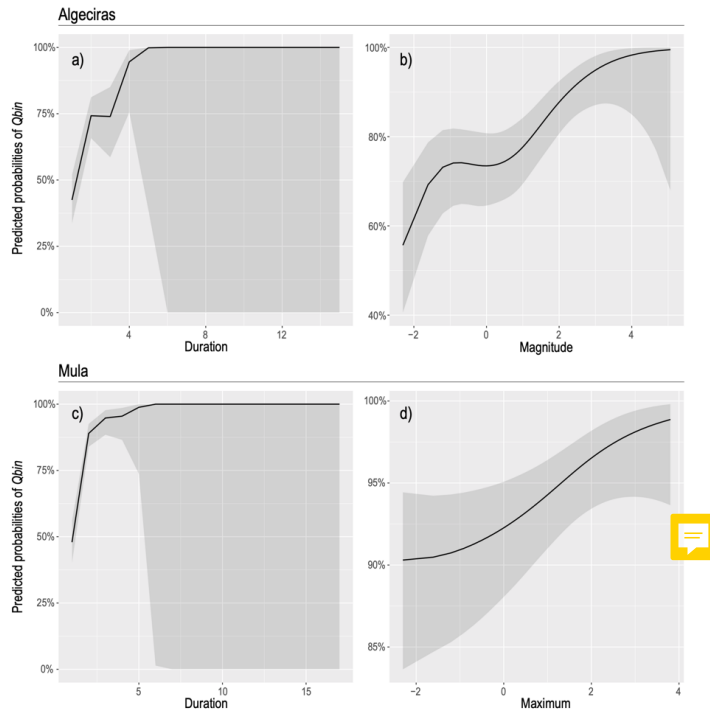 Algeciras
a)
b)
Predicted probabilities of Qbin
100%
75%
50%
25%
0%
4
8
12
Duration
100%
80%
60%
40%
−2
0
2
4
Magnitude
Mula
c)
d)
Predicted probabilities of Qbin
100%
75%
50%
25%
0%
5
10
15
Duration
100%
95%
90%
85%
−2
0
2
4
Maximum